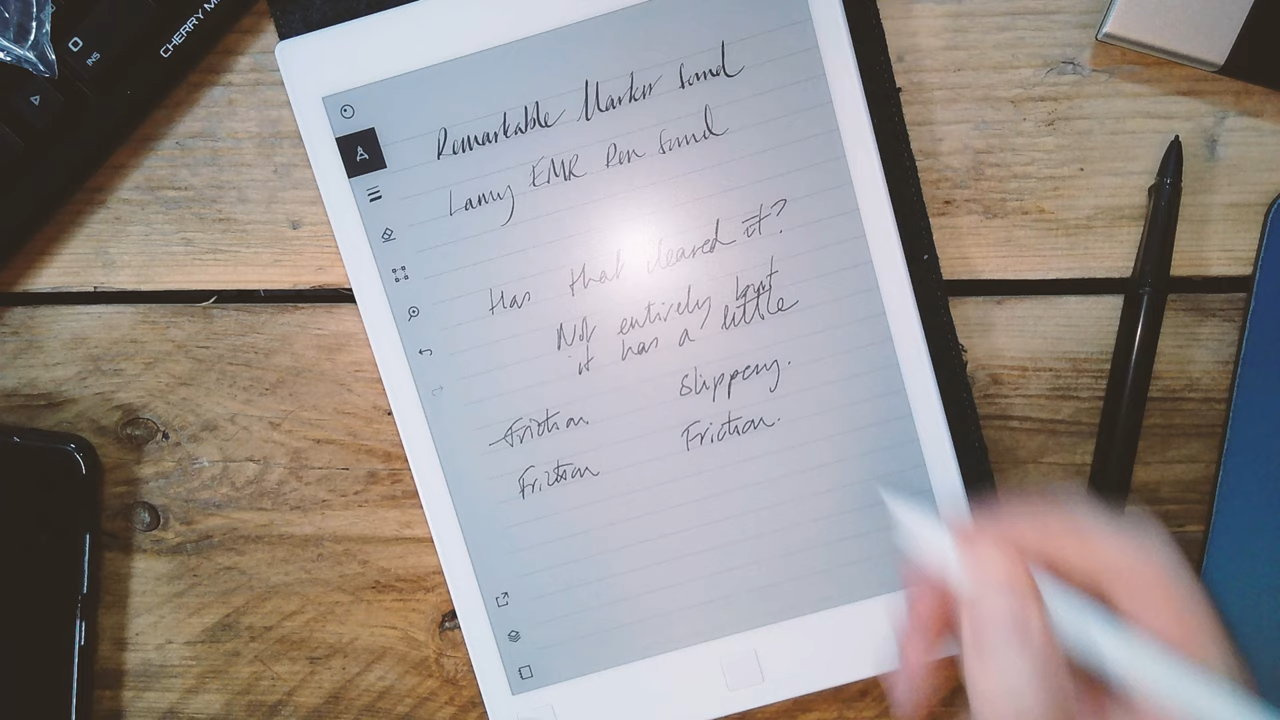 CHERRY M
INS
Remarkable Marker Sound
Lamy EMR Pen Sound
Has that cleared it?
Not entirely but
it has a little
Slippery.
Friction
Friction.
Friction